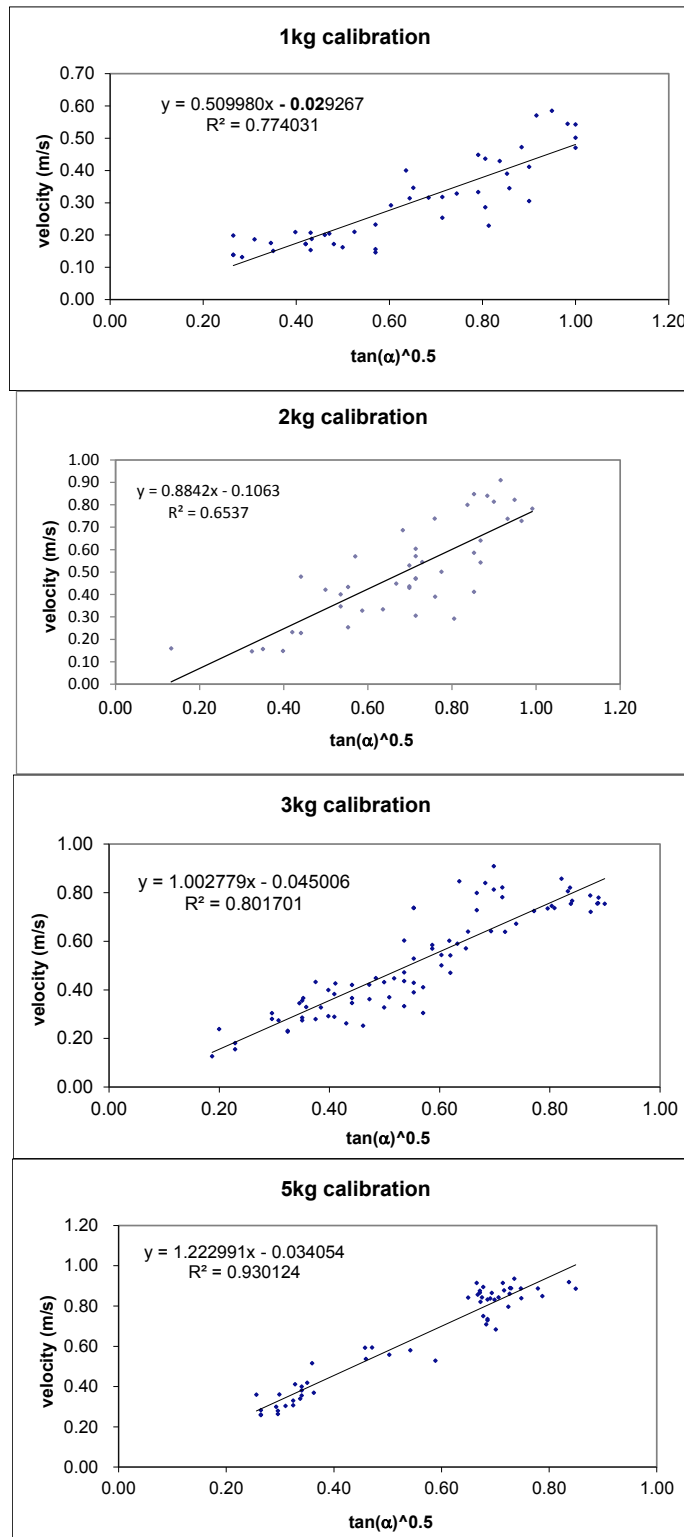 1kg calibration
0.70
0.60
0.50
0.40
0.30
0.20
0.10
0.00
velocity (m/s)
y = 0.509980x - 0.029267
R² = 0.774031
0.00 0.20 0.40 0.60 0.80 1.00 1.20
tan(α)^0.5
2kg calibration
1.00
0.90
0.80
0.70
0.60
0.50
0.40
0.30
0.20
0.10
0.00
velocity (m/s)
y = 0.8842x - 0.1063
R² = 0.6537
0.00 0.20 0.40 0.60 0.80 1.00 1.20
tan(α)^0.5
3kg calibration
1.00
0.80
0.60
0.40
0.20
0.00
velocity (m/s)
y = 1.002779x - 0.045006
R² = 0.801701
0.00 0.20 0.40 0.60 0.80 1.00
tan(α)^0.5
5kg calibration
1.20
1.00
0.80
0.60
0.40
0.20
0.00
velocity (m/s)
y = 1.222991x - 0.034054
R² = 0.930124
0.00 0.20 0.40 0.60 0.80 1.00
tan(α)^0.5